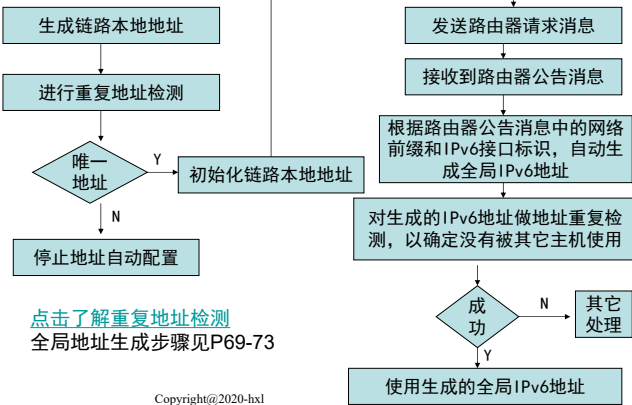 生成链路本地地址
进行重复地址检测
唯一
地址
Y
初始化链路本地地址
N
停止地址自动配置
点击了解重复地址检测
全局地址生成步骤见P69-73
Copyright@2020-hxl
发送路由器请求消息
接收到路由器公告消息
根据路由器公告消息中的网络
前缀和IPv6接口标识，自动生
成全局IPv6地址
对生成的IPv6地址做地址重复检
测，以确定没有被其它主机使用
成
功
N
其它
处理
Y
使用生成的全局IPv6地址